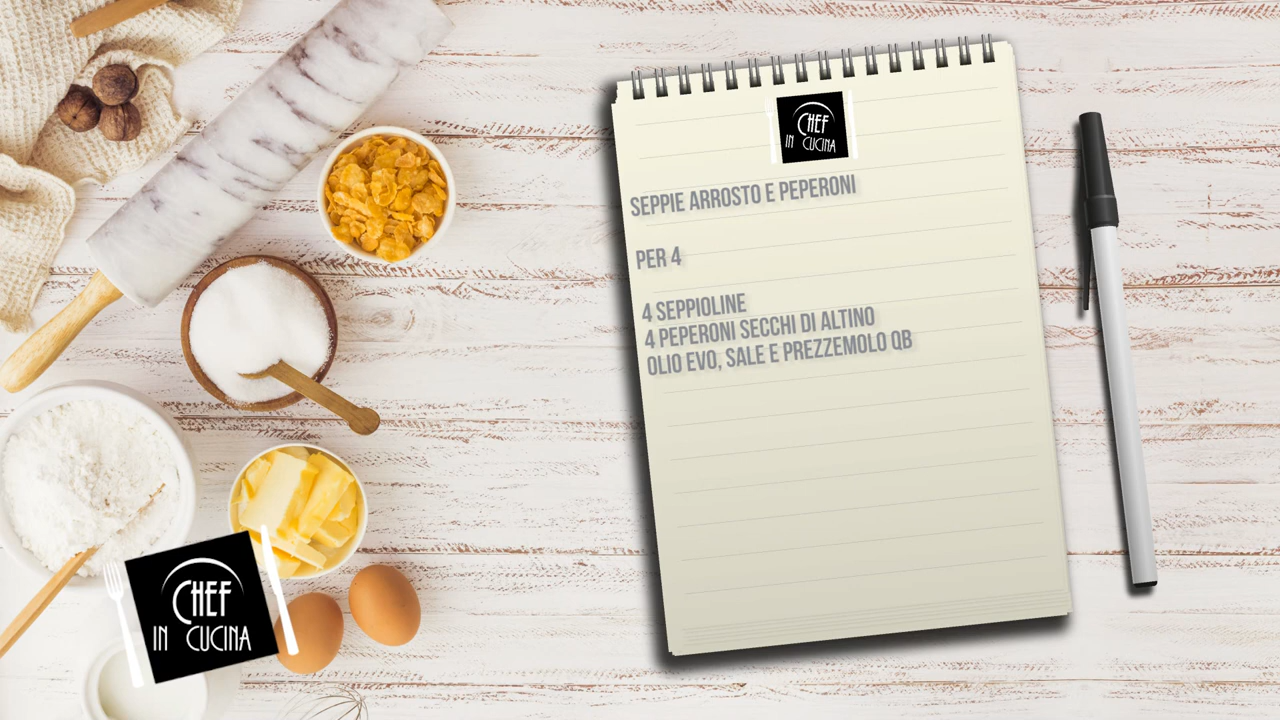 CHEF
IN CUCINA
SEPPIE ARROSTO E PEPERONI
PER 4
4 SEPPIOLINE
4 PEPERONI SECCHI DI ALTINO
OLIO EVO, SALE E PREZZEMOLO QB
CHEF
IN CUCINA